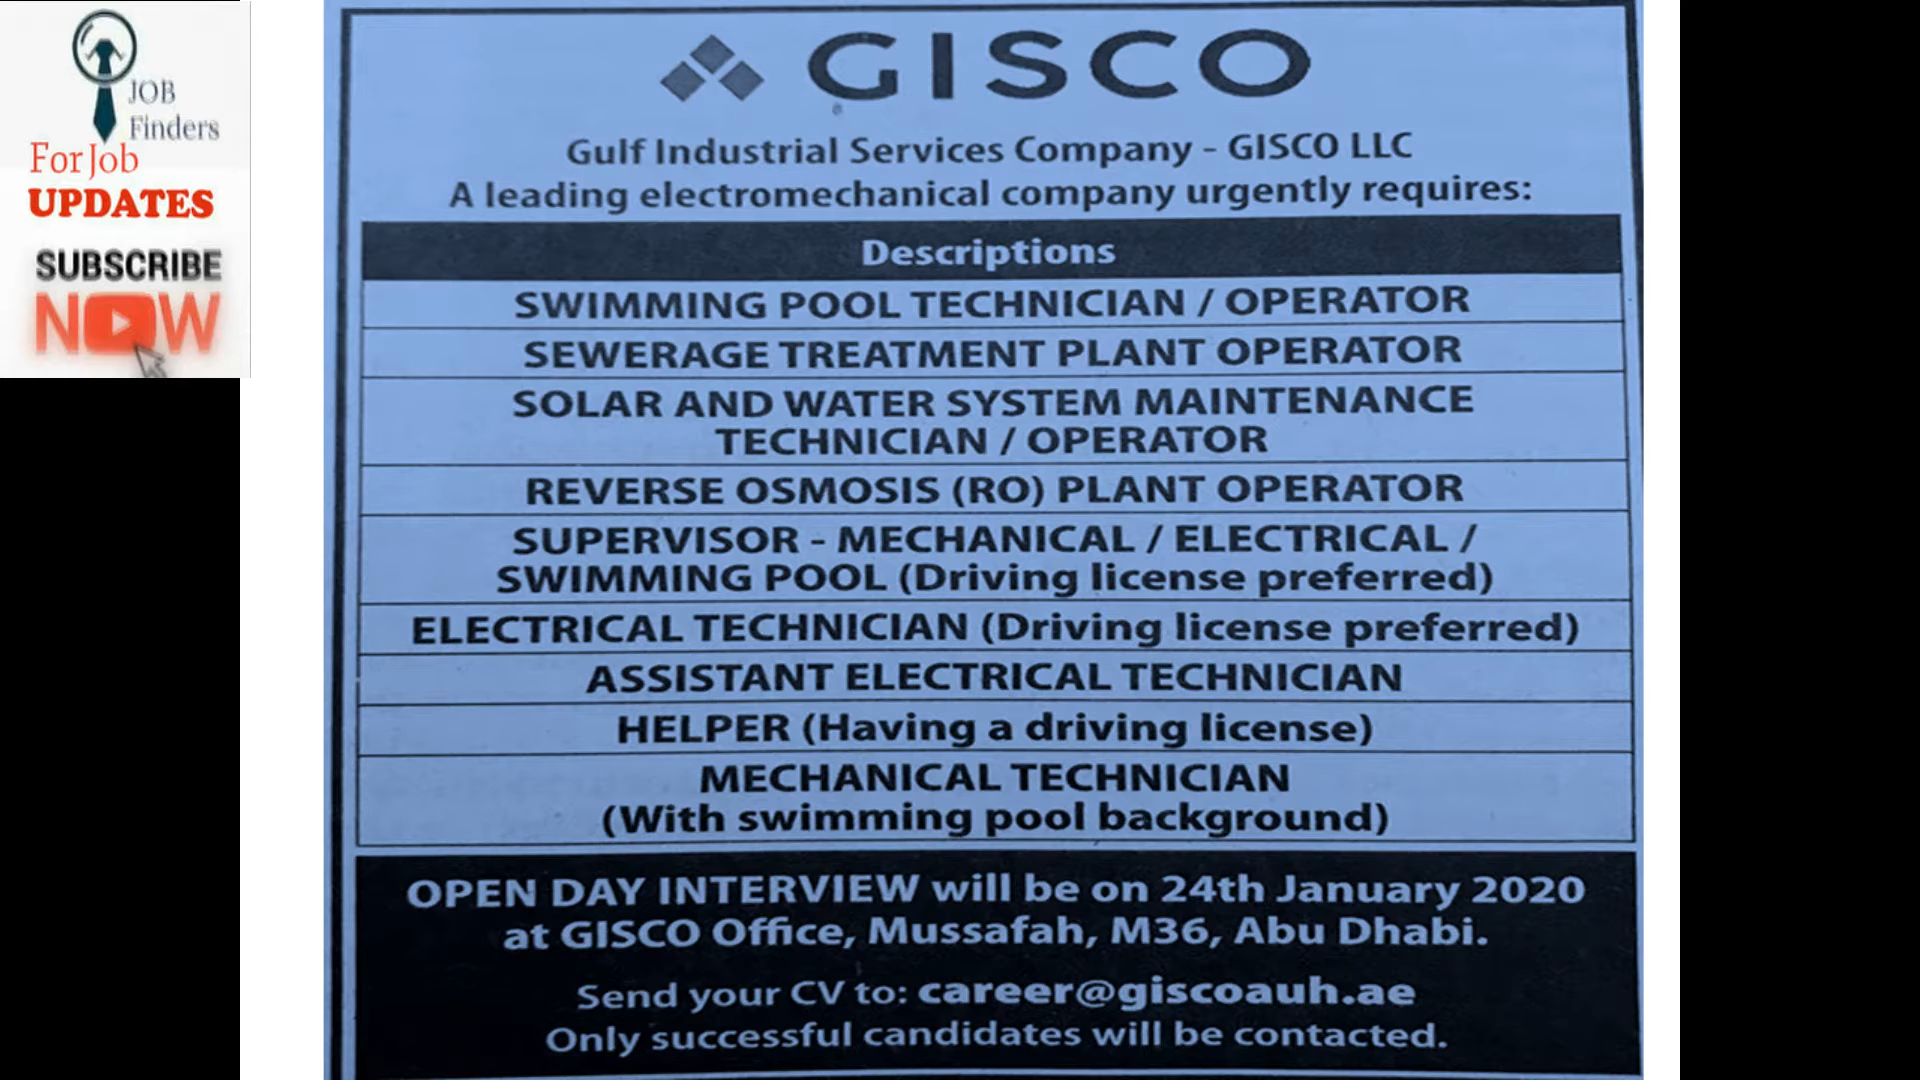 JOB
Finders
For Job
UPDATES
SUBSCRIBE
NOW
GISCO
Gulf Industrial Services Company - GISCO LLC
A leading electromechanical company urgently requires:
Descriptions
SWIMMING POOL TECHNICIAN / OPERATOR
SEWERAGE TREATMENT PLANT OPERATOR
SOLAR AND WATER SYSTEM MAINTENANCE
TECHNICIAN / OPERATOR
REVERSE OSMOSIS (RO) PLANT OPERATOR
SUPERVISOR - MECHANICAL / ELECTRICAL /
SWIMMING POOL (Driving license preferred)
ELECTRICAL TECHNICIAN (Driving license preferred)
ASSISTANT ELECTRICAL TECHNICIAN
HELPER (Having a driving license)
MECHANICAL TECHNICIAN
(With swimming pool background)
OPEN DAY INTERVIEW will be on 24th January 2020
at GISCO Office, Mussafah, M36, Abu Dhabi.
Send your CV to: career@giscoauh.ae
Only successful candidates will be contacted.